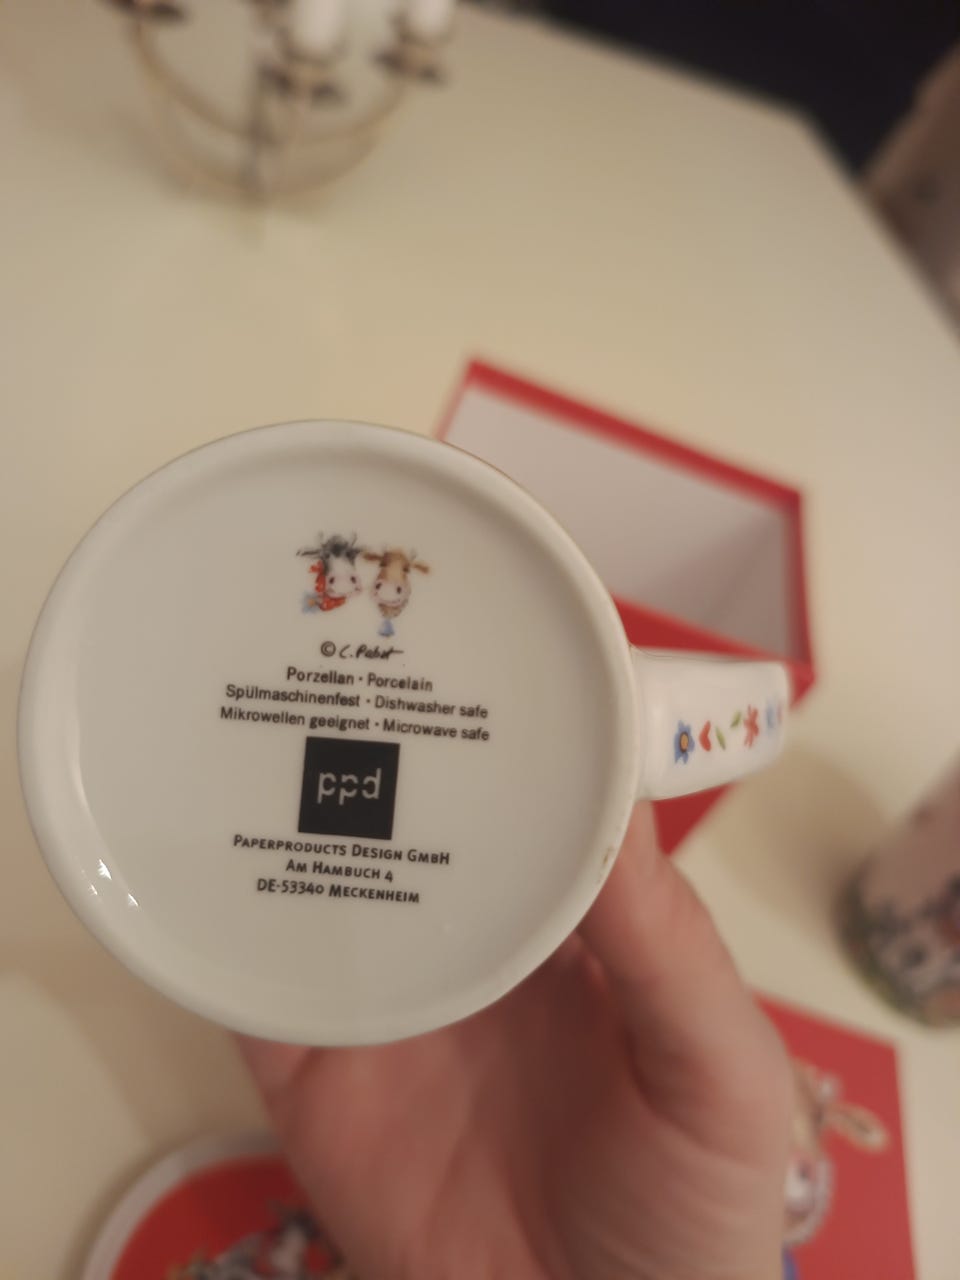 © C. Pabst
Porzellan · Porcelain
Spülmaschinenfest · Dishwasher safe
Mikrowellen geeignet · Microwave safe
ppd
PAPERPRODUCTS DESIGN GMBH
AM HAMBUCH 4
DE-53340 MECKENHEIM